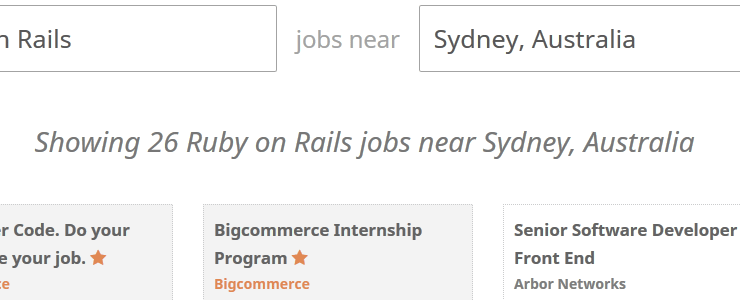 Rails jobs near Sydney, Australia
Showing 26 Ruby on Rails jobs near Sydney, Australia
Code. Do your
your job.
Bigcommerce Internship
Program
Bigcommerce
Senior Software Developer
Front End
Arbor Networks